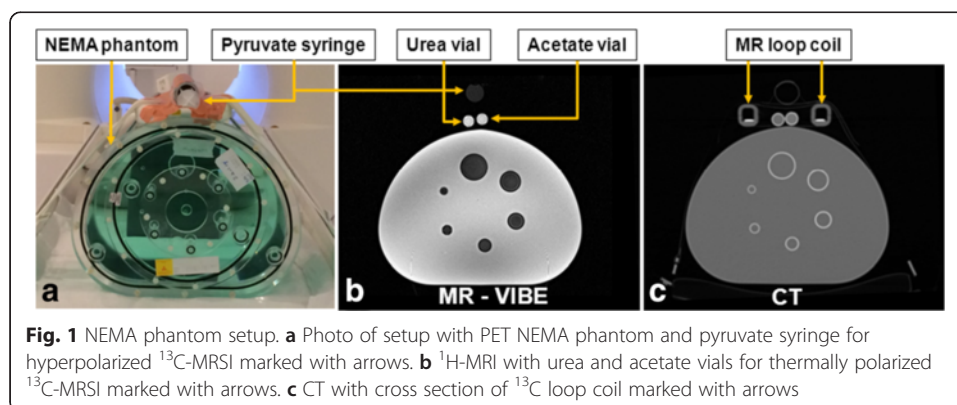 NEMA phantom
Pyruvate syringe
Urea vial
Acetate vial
MR loop coil
a
b
MR - VIBE
c
CT
Fig. 1 NEMA phantom setup. a Photo of setup with PET NEMA phantom and pyruvate syringe for
hyperpolarized ¹³C-MRSI marked with arrows. b ¹H-MRI with urea and acetate vials for thermally polarized
¹³C-MRSI marked with arrows. c CT with cross section of ¹³C loop coil marked with arrows